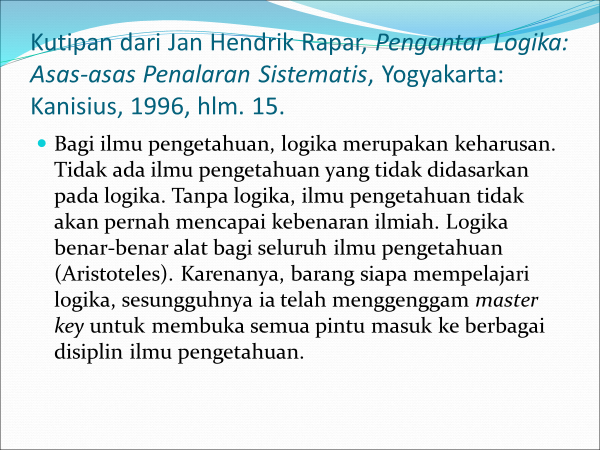 Kutipan dari Jan Hendrik Rapar, Pengantar Logika:
Asas-asas Penalaran Sistematis, Yogyakarta:
Kanisius, 1996, hlm. 15.
Bagi ilmu pengetahuan, logika merupakan keharusan.
Tidak ada ilmu pengetahuan yang tidak didasarkan
pada logika. Tanpa logika, ilmu pengetahuan tidak
akan pernah mencapai kebenaran ilmiah. Logika
benar-benar alat bagi seluruh ilmu pengetahuan
(Aristoteles). Karenanya, barang siapa mempelajari
logika, sesungguhnya ia telah menggenggam master
key untuk membuka semua pintu masuk ke berbagai
disiplin ilmu pengetahuan.